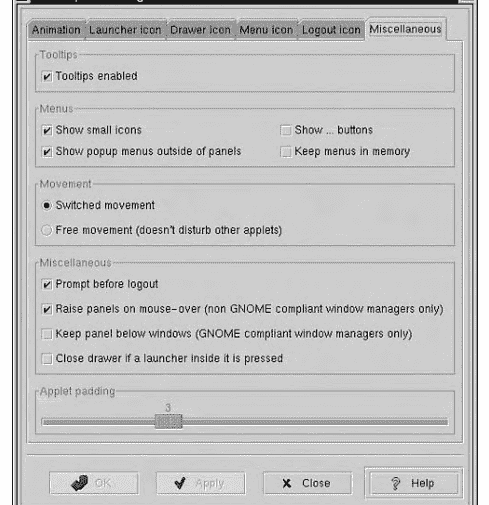 Animation Launcher icon Drawer icon Menu icon Logout icon Miscellaneous
Tooltips
Tooltips enabled
Menus
Show small icons
Show ... buttons
Show popup menus outside of panels
Keep menus in memory
Movement
Switched movement
Free movement (doesn't disturb other applets)
Miscellaneous
Prompt before logout
Raise panels on mouse-over (non GNOME compliant window managers only)
Keep panel below windows (GNOME compliant window managers only)
Close drawer if a launcher inside it is pressed
Applet padding
3
OK Apply Close Help